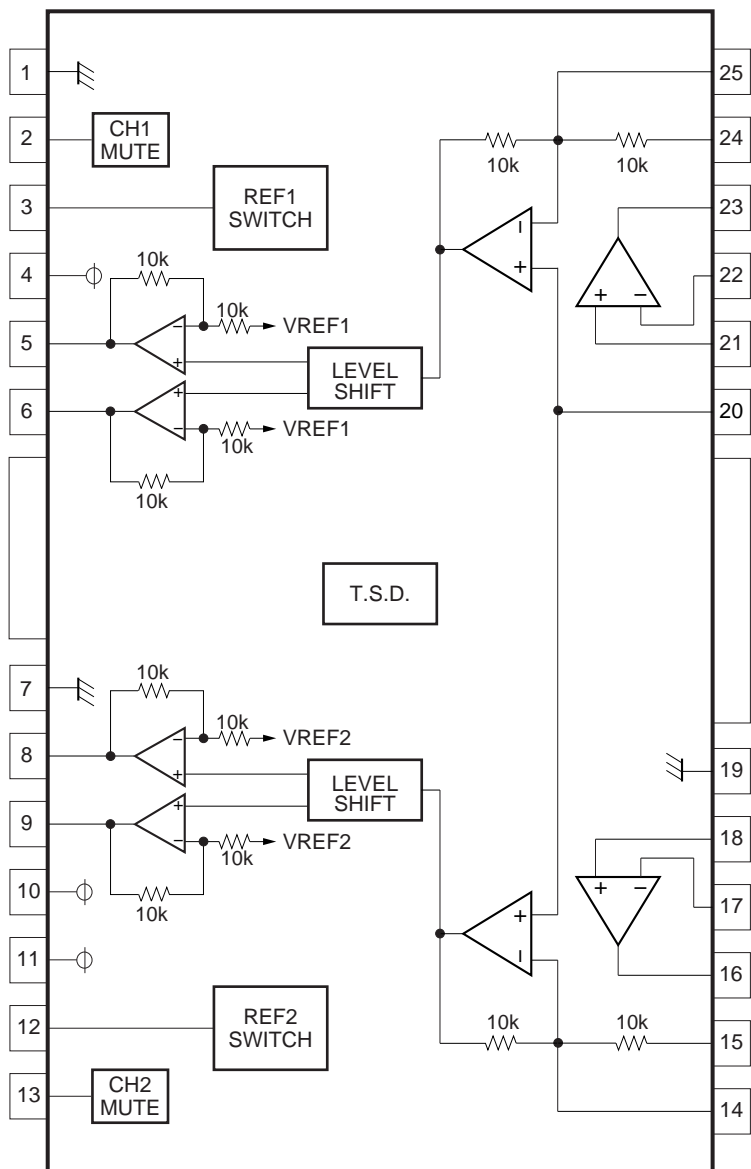 1
25
2
CH1
MUTE
10k
10k
24
3
REF1
SWITCH
23
4
10k
10k
VREF1
−
+
+
−
22
5
−
+
LEVEL
SHIFT
21
6
+
−
10k
VREF1
20
10k
T.S.D.
7
10k
10k
VREF2
8
−
+
LEVEL
SHIFT
19
9
+
−
10k
VREF2
18
10
10k
+
−
+
−
17
11
16
12
REF2
SWITCH
10k
10k
15
13
CH2
MUTE
14